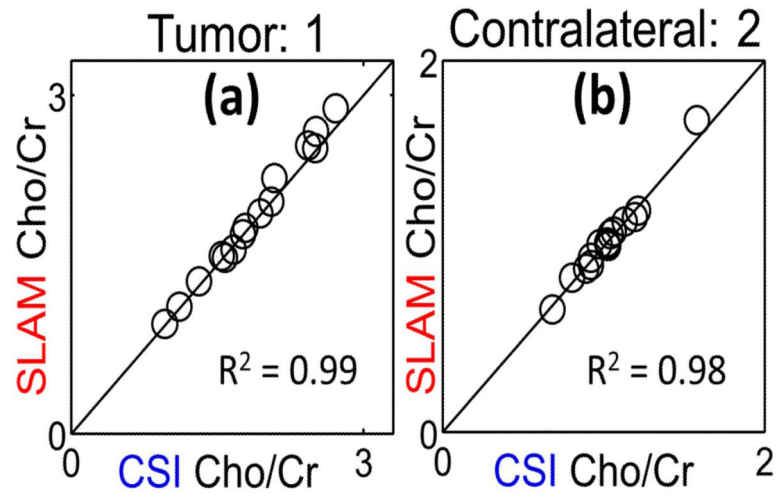 Tumor: 1
(a)
3
SLAM Cho/Cr
R² = 0.99
0
0
3
CSI Cho/Cr
Contralateral: 2
2
(b)
SLAM Cho/Cr
R² = 0.98
0
0
2
CSI Cho/Cr